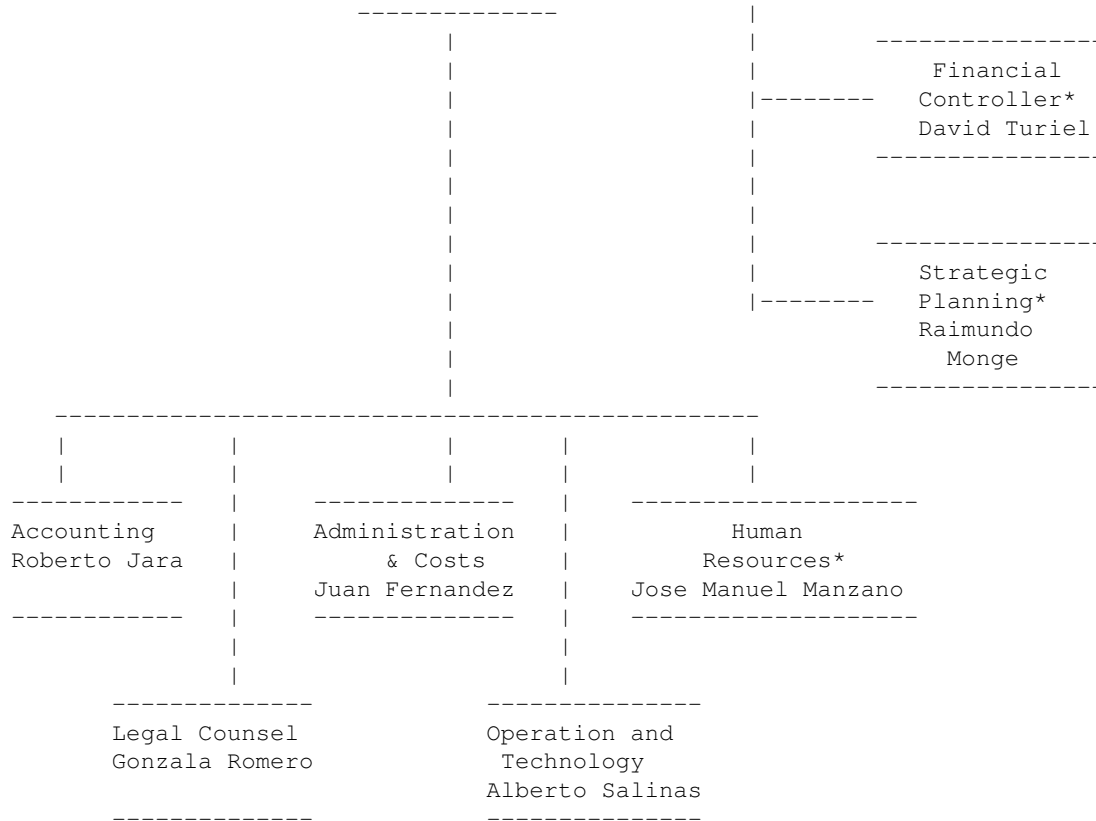 Financial
Controller*
David Turiel
Strategic
Planning*
Raimundo
Monge
Accounting
Roberto Jara
Administration
& Costs
Juan Fernandez
Human
Resources*
Jose Manuel Manzano
Legal Counsel
Gonzala Romero
Operation and
Technology
Alberto Salinas